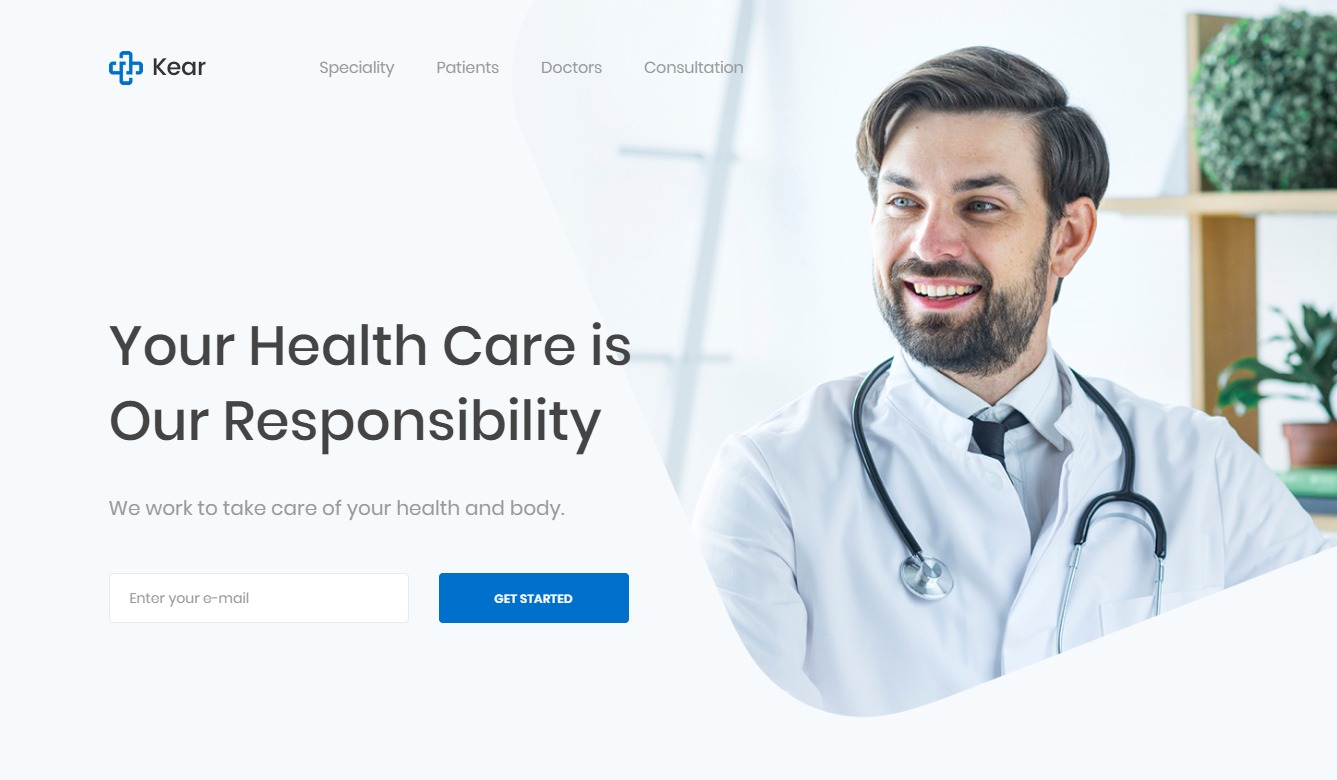 Kear
Speciality Patients Doctors Consultation
Your Health Care is
Our Responsibility
We work to take care of your health and body.
Enter your e-mail
GET STARTED